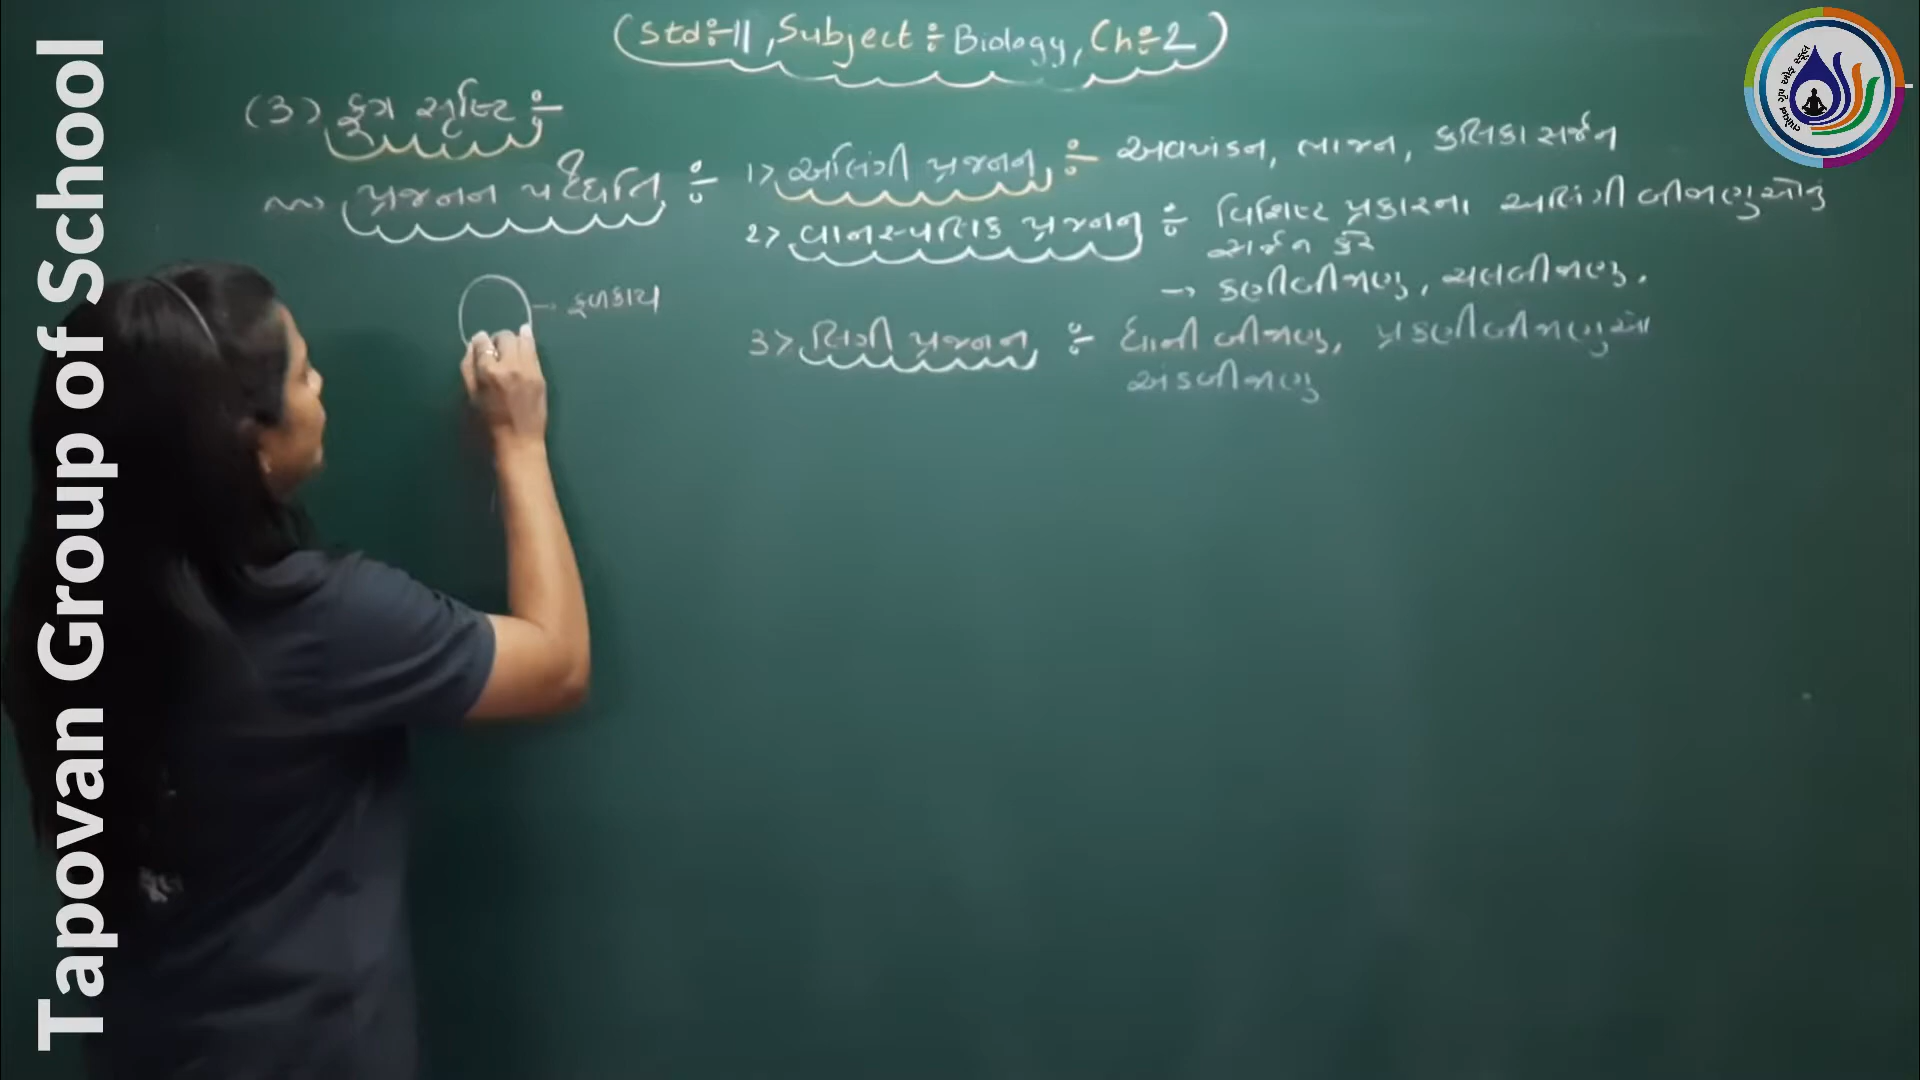 (Std÷-11, Subject ÷ Biology, Ch÷-2)
(3) ફૂગ સૃષ્ટિ ÷
પ્રજનન પદ્ધતિ ÷
1> અલિંગી પ્રજનન ÷ અવખંડન, ભાજન, કલિકા સર્જન
2> વાનસ્પતિક પ્રજનન ÷ વિશિષ્ટ પ્રકારના અલિંગી બીજાણુઓનું
સર્જન કરે
→ કણીબીજાણુ, ચલબીજાણુ.
3> લિંગી પ્રજનન ÷ ધાની બીજાણુ, પ્રકણીબીજાણુઓ
અંડબીજાણુ
→ ફળકાય
Tapovan Group of School